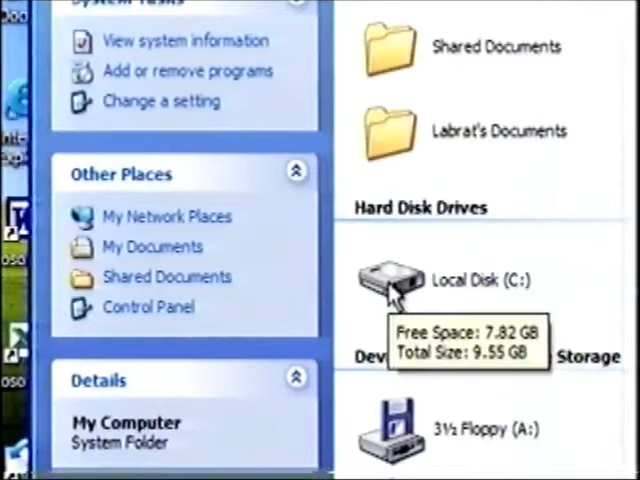 System Tasks
View system information
Add or remove programs
Change a setting
Other Places
My Network Places
My Documents
Shared Documents
Control Panel
Details
My Computer
System Folder
Shared Documents
Labrat's Documents
Hard Disk Drives
Local Disk (C:)
Free Space: 7.82 GB
Total Size: 9.55 GB
Storage
3½ Floppy (A:)